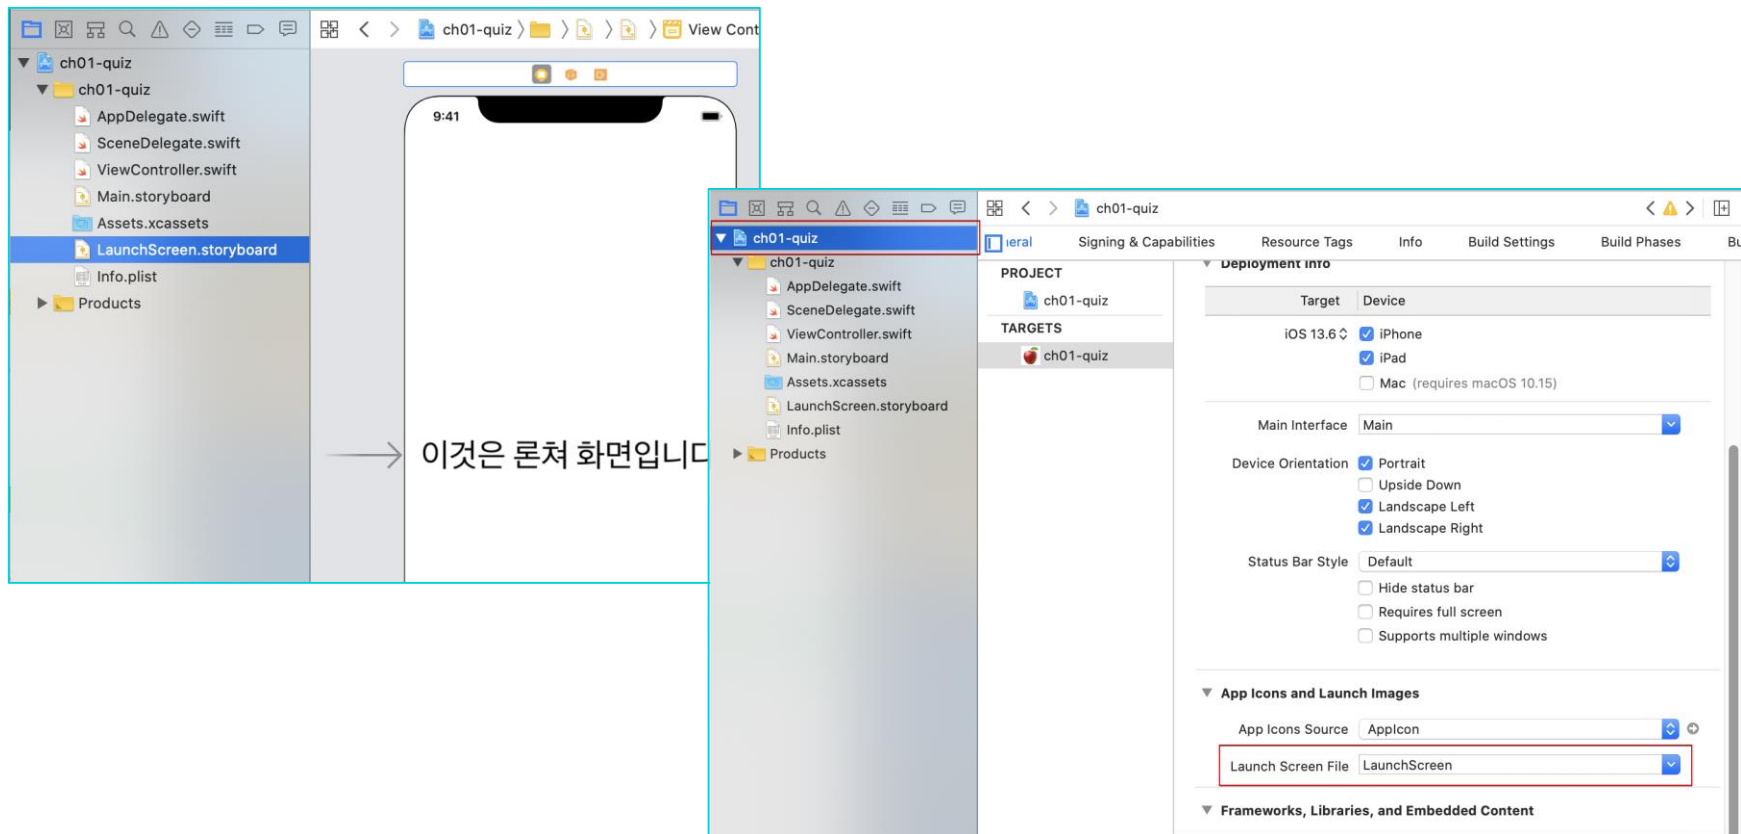 ch01-quiz
View Cont
ch01-quiz
ch01-quiz
AppDelegate.swift
SceneDelegate.swift
ViewController.swift
Main.storyboard
Assets.xcassets
LaunchScreen.storyboard
Info.plist
Products
9:41
이것은 론쳐 화면입니다
ch01-quiz
ch01-quiz
ch01-quiz
AppDelegate.swift
SceneDelegate.swift
ViewController.swift
Main.storyboard
Assets.xcassets
LaunchScreen.storyboard
Info.plist
Products
eral Signing & Capabilities Resource Tags Info Build Settings Build Phases Bu
PROJECT
ch01-quiz
TARGETS
ch01-quiz
Deployment Info
Target Device
iOS 13.6 iPhone
iPad
Mac (requires macOS 10.15)
Main Interface Main
Device Orientation Portrait
Upside Down
Landscape Left
Landscape Right
Status Bar Style Default
Hide status bar
Requires full screen
Supports multiple windows
App Icons and Launch Images
App Icons Source AppIcon
Launch Screen File LaunchScreen
Frameworks, Libraries, and Embedded Content